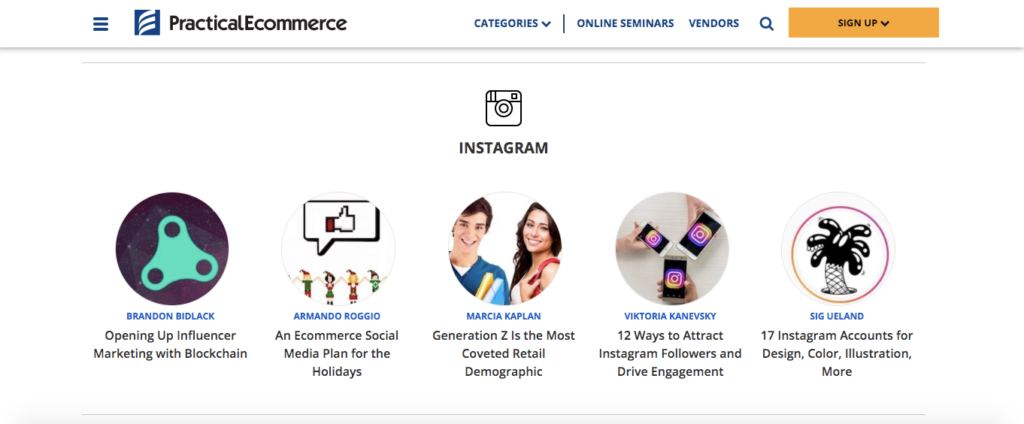 PracticalEcommerce
CATEGORIES
ONLINE SEMINARS
VENDORS
SIGN UP
INSTAGRAM
BRANDON BIDLACK
Opening Up Influencer
Marketing with Blockchain
ARMANDO ROGGIO
An Ecommerce Social
Media Plan for the
Holidays
MARCIA KAPLAN
Generation Z Is the Most
Coveted Retail
Demographic
VIKTORIA KANEVSKY
12 Ways to Attract
Instagram Followers and
Drive Engagement
SIG UELAND
17 Instagram Accounts for
Design, Color, Illustration,
More